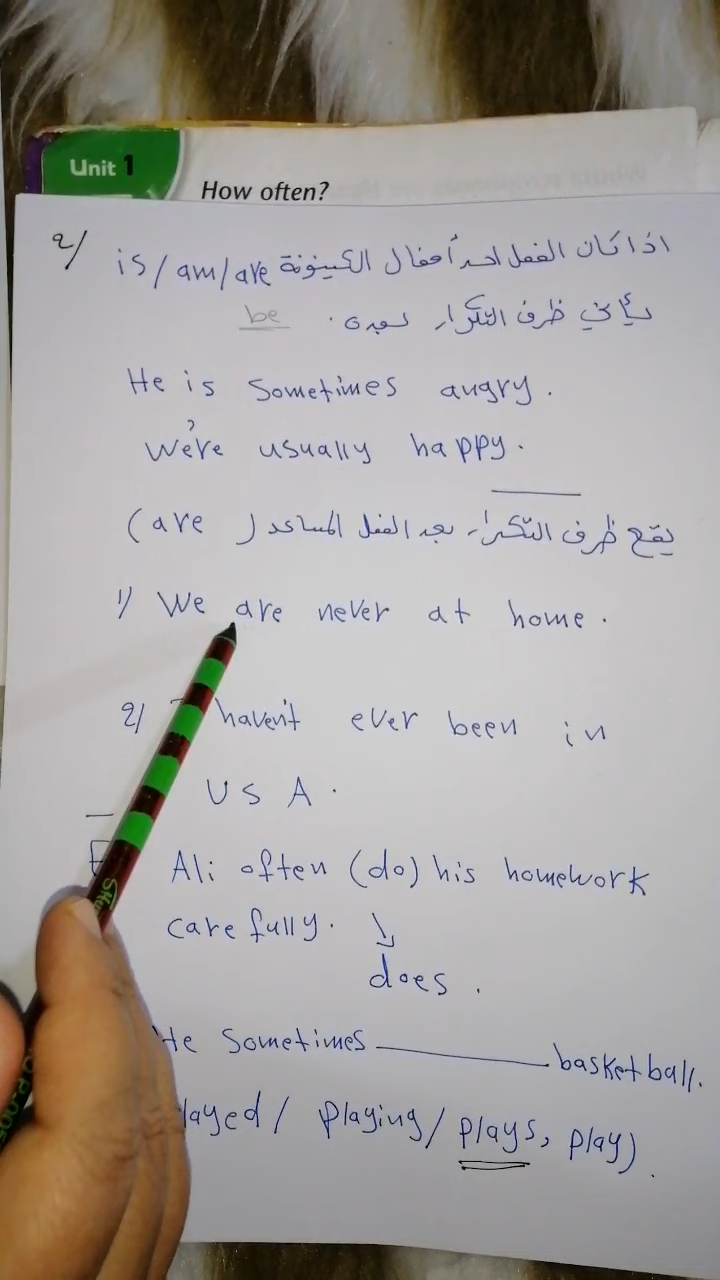 Unit 1
How often?
2/ اذا كان الفعل احد أفعال الكينونة is/am/are
يأتي ظرف التكرار بعده. be
He is sometimes angry.
We're usually happy.
يقع ظرف التكرار بعد الفعل المساعد ( are )
1/ We are never at home.
2/ haven't ever been in
USA.
Ali often (do) his homework
carefully. ↓
does.
He sometimes ______ basketball.
layed / playing / plays, play)